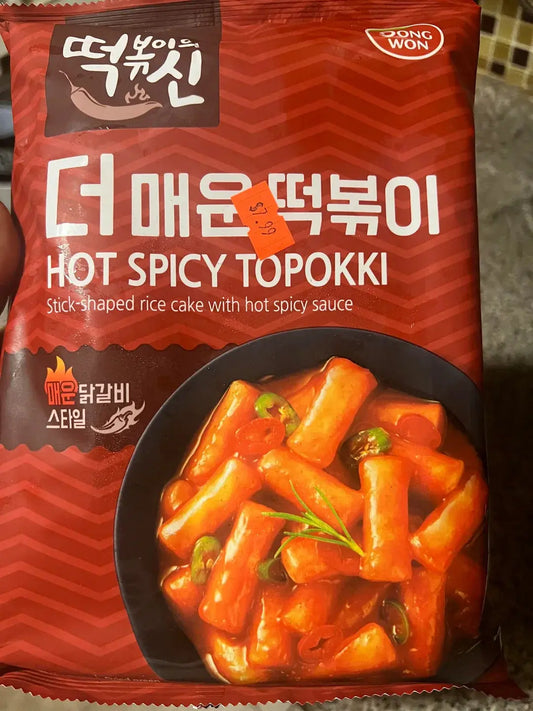 떡볶이의
신
DONG
WON
더 매운 떡볶이
$7.99
HOT SPICY TOPOKKI
Stick-shaped rice cake with hot spicy sauce
매운 닭갈비
스타일